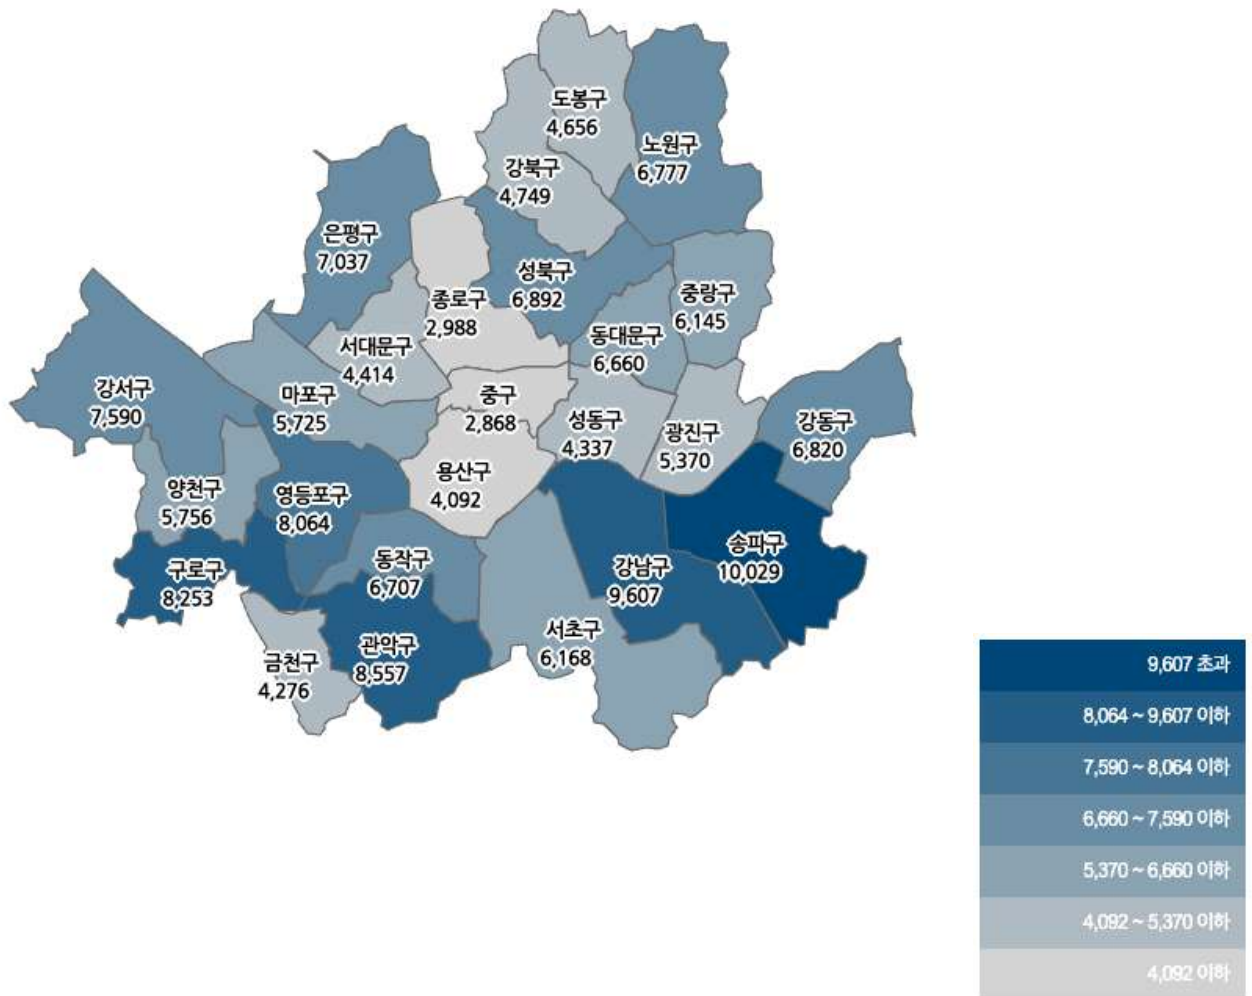 도봉구
4,656
노원구
6,777
강북구
4,749
은평구
7,037
성북구
6,892
종로구
2,988
중랑구
6,145
동대문구
6,660
서대문구
4,414
강서구
7,590
마포구
5,725
중구
2,868
성동구
4,337
광진구
5,370
강동구
6,820
용산구
4,092
양천구
5,756
영등포구
8,064
동작구
6,707
강남구
9,607
송파구
10,029
구로구
8,253
서초구
6,168
관악구
8,557
금천구
4,276
9,607 초과
8,064 ~ 9,607 이하
7,590 ~ 8,064 이하
6,660 ~ 7,590 이하
5,370 ~ 6,660 이하
4,092 ~ 5,370 이하
4,092 이하